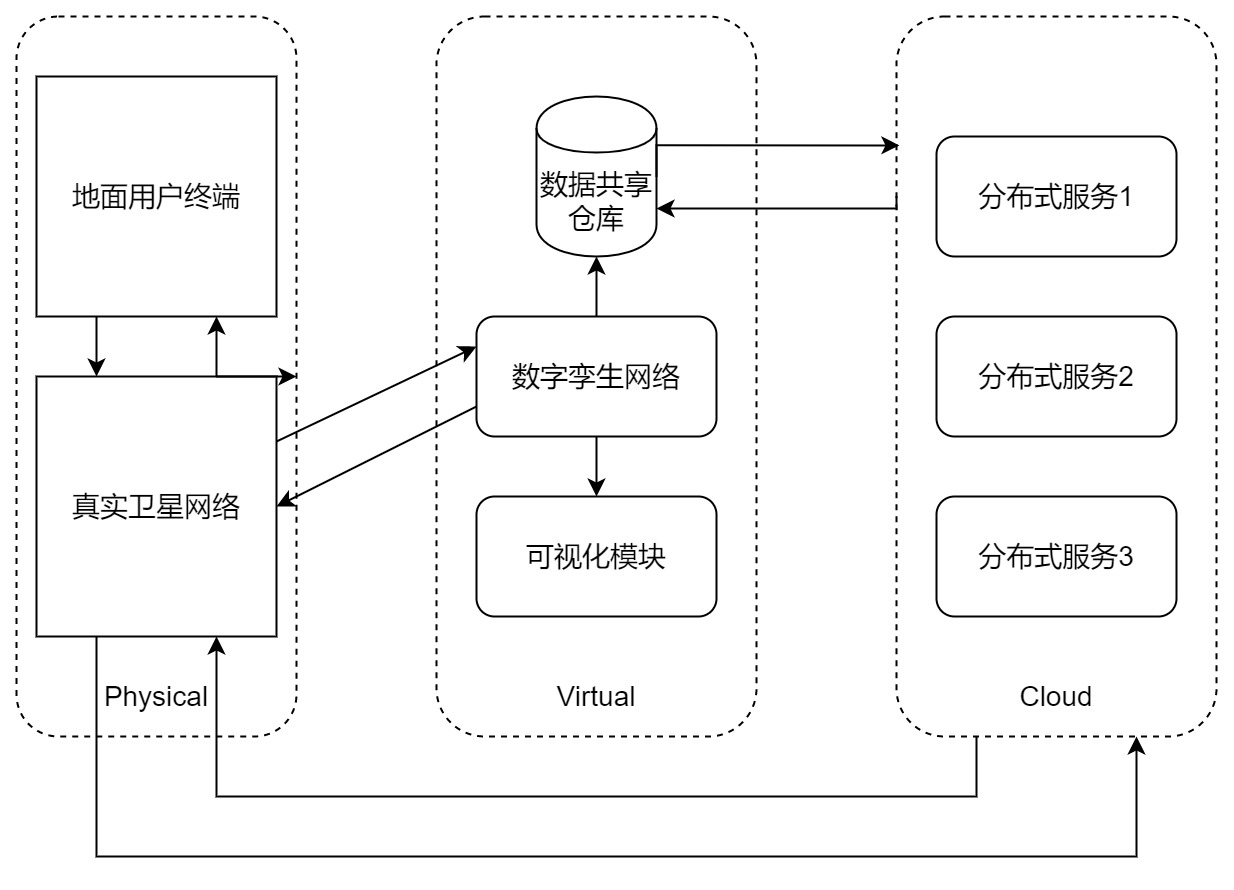 地面用户终端
真实卫星网络
Physical
数据共享
仓库
数字孪生网络
可视化模块
Virtual
分布式服务1
分布式服务2
分布式服务3
Cloud